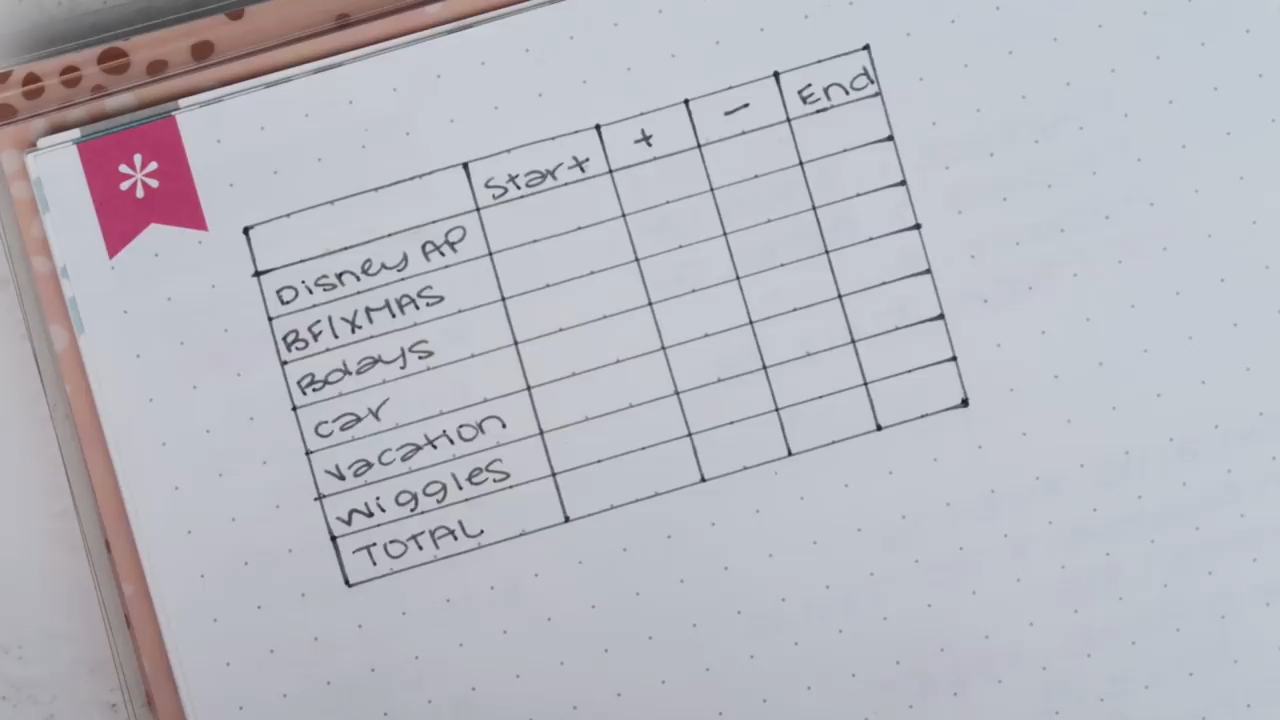 Start + - End
Disney AP
BF/XMAS
Bdays
car
vacation
wiggles
TOTAL